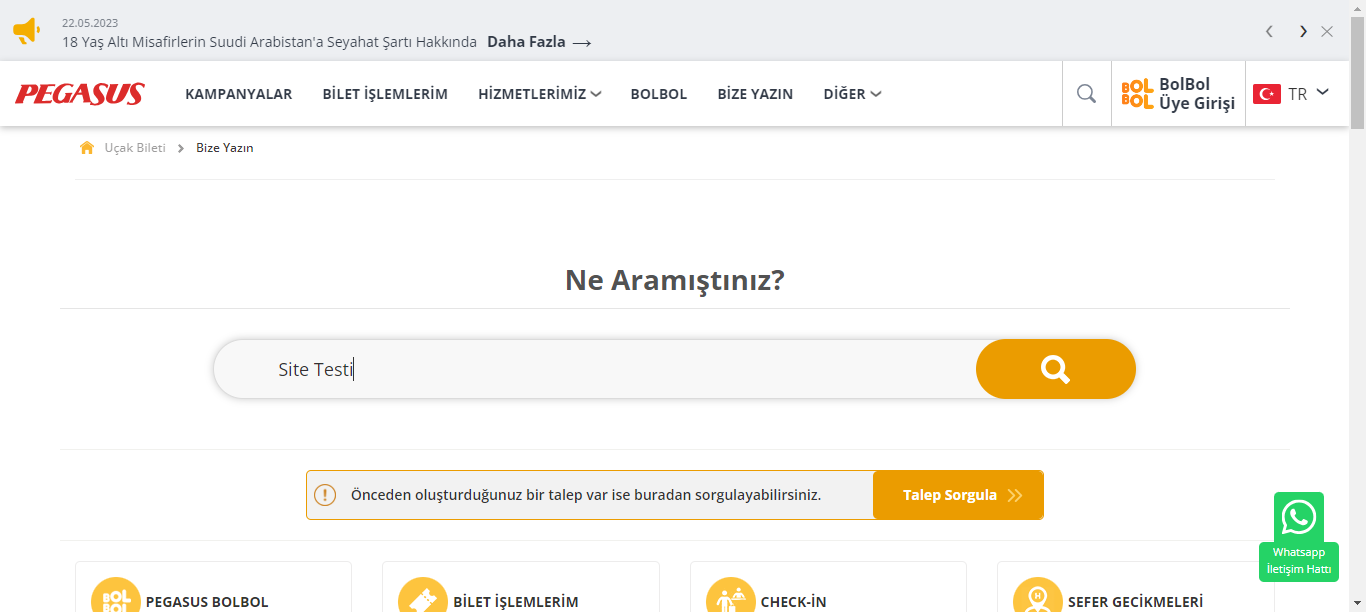 22.05.2023
18 Yaş Altı Misafirlerin Suudi Arabistan'a Seyahat Şartı Hakkında Daha Fazla →
PEGASUS KAMPANYALAR BİLET İŞLEMLERİM HİZMETLERİMİZ BOLBOL BİZE YAZIN DİĞER BOL BOL BolBol Üye Girişi TR
Uçak Bileti > Bize Yazın
Ne Aramıştınız?
Site Testi
Önceden oluşturduğunuz bir talep var ise buradan sorgulayabilirsiniz. Talep Sorgula
Whatsapp
İletişim Hattı
BOL BOL PEGASUS BOLBOL BİLET İŞLEMLERİM CHECK-İN H SEFER GECİKMELERİ